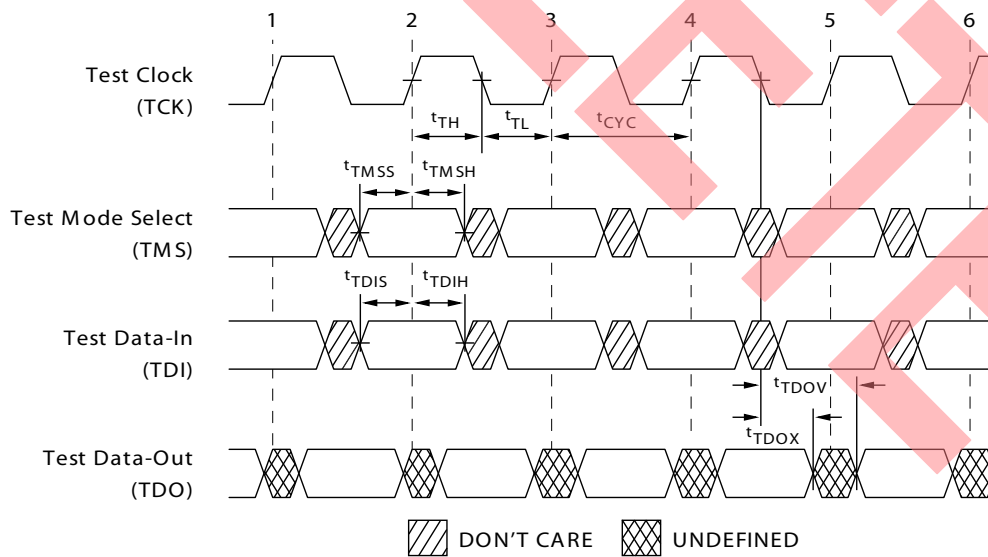 1 2 3 4 5 6
Test Clock
(TCK)
tTH tTL tCYC
tTMSS tTMSH
Test Mode Select
(TMS)
tTDIS tTDIH
Test Data-In
(TDI)
tTDOV
tTDOX
Test Data-Out
(TDO)
DON'T CARE UNDEFINED